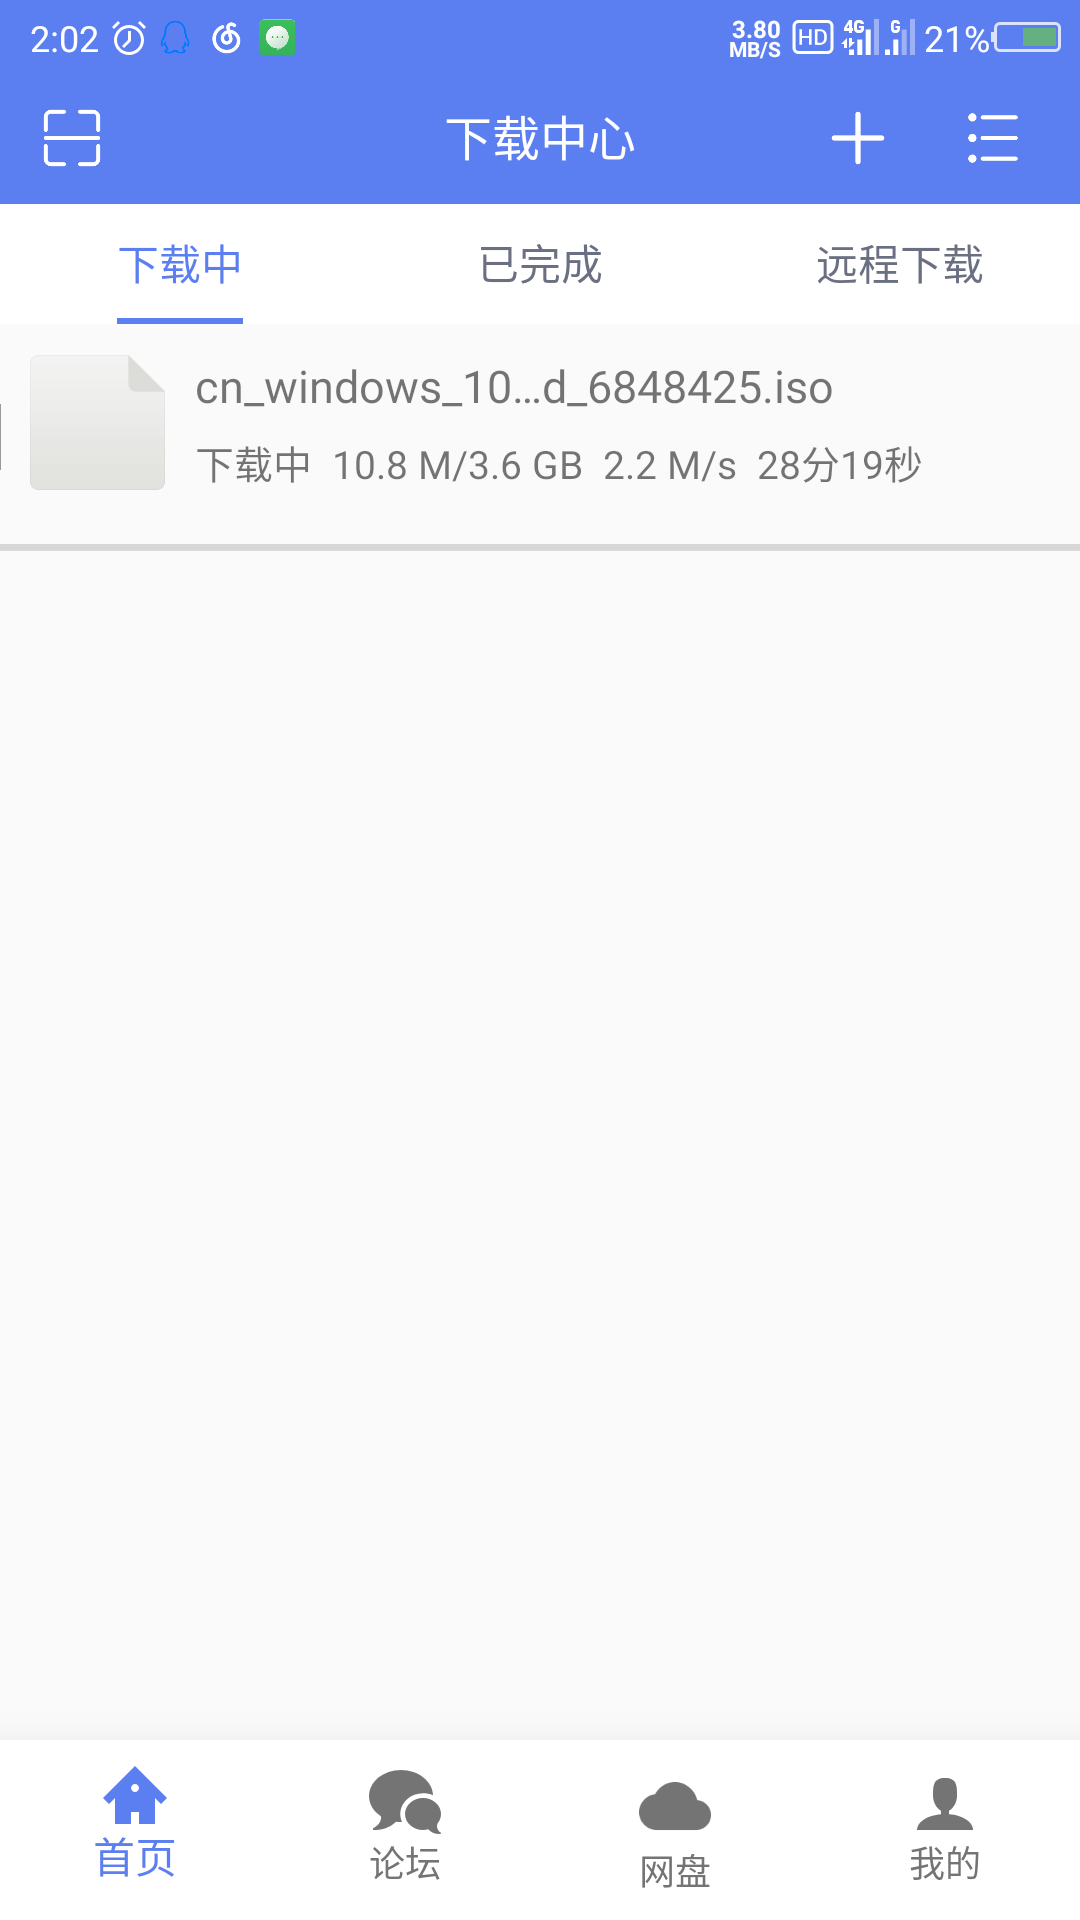 2:02 3.80 MB/S HD 4G G 21%
下载中心
下载中 已完成 远程下载
cn_windows_10...d_6848425.iso
下载中 10.8 M/3.6 GB 2.2 M/s 28分19秒
首页 论坛 网盘 我的